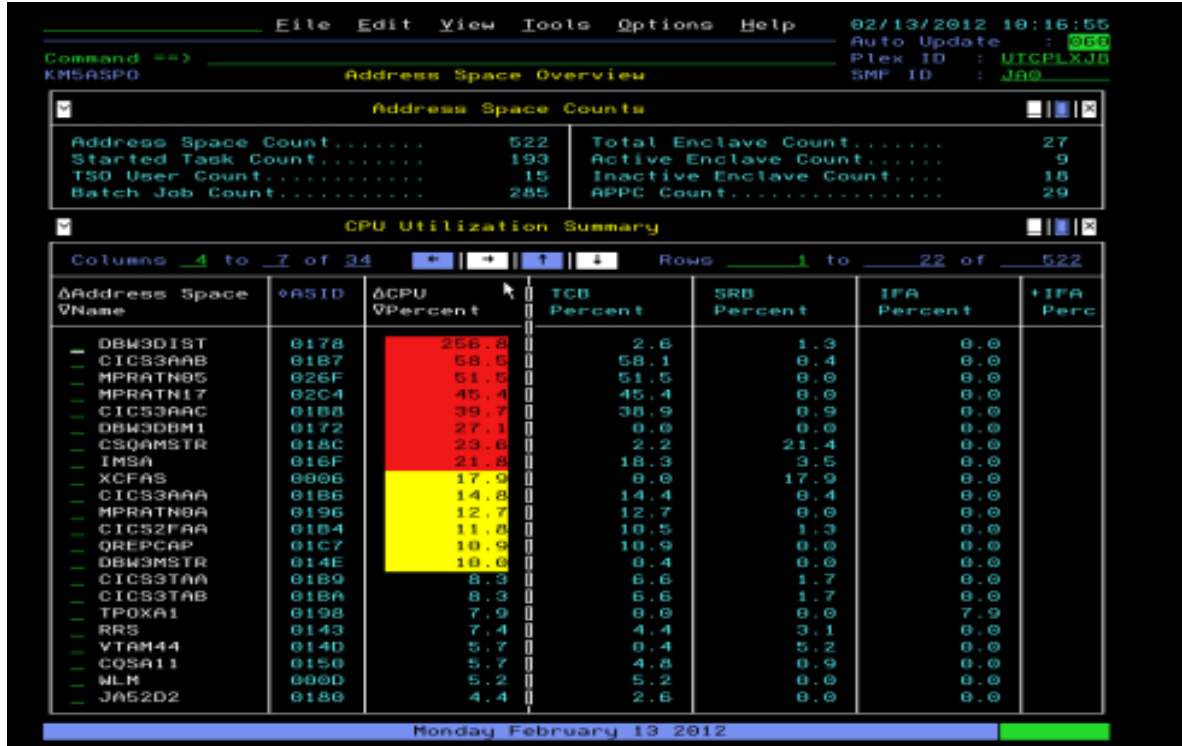 File Edit View Tools Options Help 02/13/2012 10:16:55
Auto Update : 060
Command ==> Plex ID : UTCPLXJ8
KM5ASPO Address Space Overview SMF ID : JA0
Address Space Counts
Address Space Count....... 522 Total Enclave Count....... 27
Started Task Count........ 193 Active Enclave Count...... 9
TSO User Count............ 15 Inactive Enclave Count.... 18
Batch Job Count........... 285 APPC Count................ 29
CPU Utilization Summary
Columns 4 to 7 of 34 ← → ↑ ↓ Rows 1 to 22 of 522
ΔAddress Space ◊ASID ΔCPU TCB SRB IFA +IFA
∇Name ∇Percent Percent Percent Percent Perc
_ DBW3DIST 0178 256.8 2.6 1.3 0.0
_ CICS3AAB 01B7 58.5 58.1 0.4 0.0
_ MPRATN05 026F 51.5 51.5 0.0 0.0
_ MPRATN17 02C4 45.4 45.4 0.0 0.0
_ CICS3AAC 01B8 39.7 38.9 0.9 0.0
_ DBW3DBM1 0172 27.1 0.0 0.0 0.0
_ CSQAMSTR 018C 23.6 2.2 21.4 0.0
_ IMSA 016F 21.8 18.3 3.5 0.0
_ XCFAS 0006 17.9 0.0 17.9 0.0
_ CICS3AAA 01B6 14.8 14.4 0.4 0.0
_ MPRATN0A 0196 12.7 12.7 0.0 0.0
_ CICS2FAA 01B4 11.8 10.5 1.3 0.0
_ QREPCAP 01C7 10.9 10.9 0.0 0.0
_ DBW3MSTR 014E 10.0 0.4 0.0 0.0
_ CICS3TAA 01B9 8.3 6.6 1.7 0.0
_ CICS3TAB 01BA 8.3 6.6 1.7 0.0
_ TPOXA1 0198 7.9 0.0 0.0 7.9
_ RRS 0143 7.4 4.4 3.1 0.0
_ VTAM44 014D 5.7 0.4 5.2 0.0
_ CQSA11 0150 5.7 4.8 0.9 0.0
_ WLM 000D 5.2 5.2 0.0 0.0
_ JA52D2 0180 4.4 2.6 0.0 0.0
Monday February 13 2012